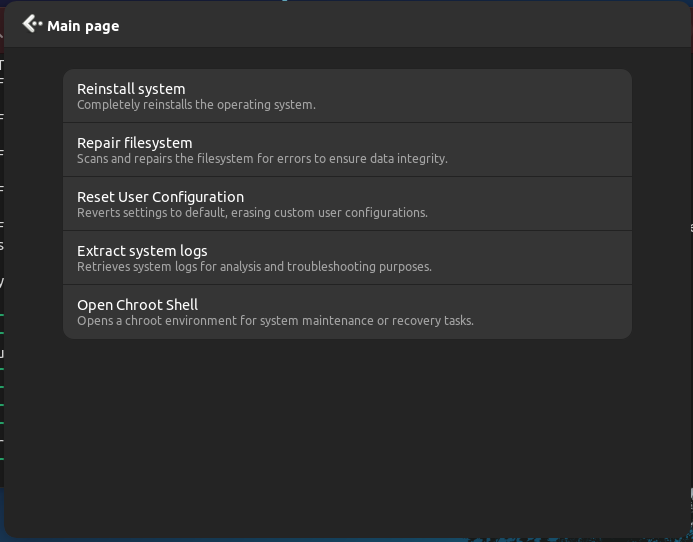 Main page
Reinstall system
Completely reinstalls the operating system.
Repair filesystem
Scans and repairs the filesystem for errors to ensure data integrity.
Reset User Configuration
Reverts settings to default, erasing custom user configurations.
Extract system logs
Retrieves system logs for analysis and troubleshooting purposes.
Open Chroot Shell
Opens a chroot environment for system maintenance or recovery tasks.